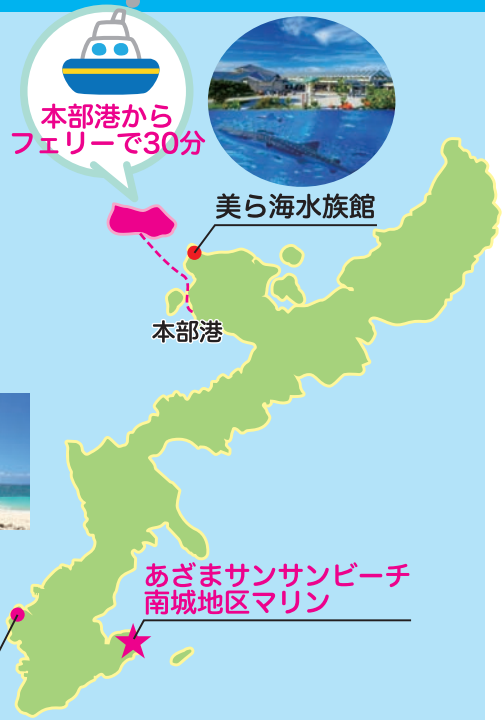 本部港から
フェリーで30分
美ら海水族館
本部港
あざまサンサンビーチ
南城地区マリン